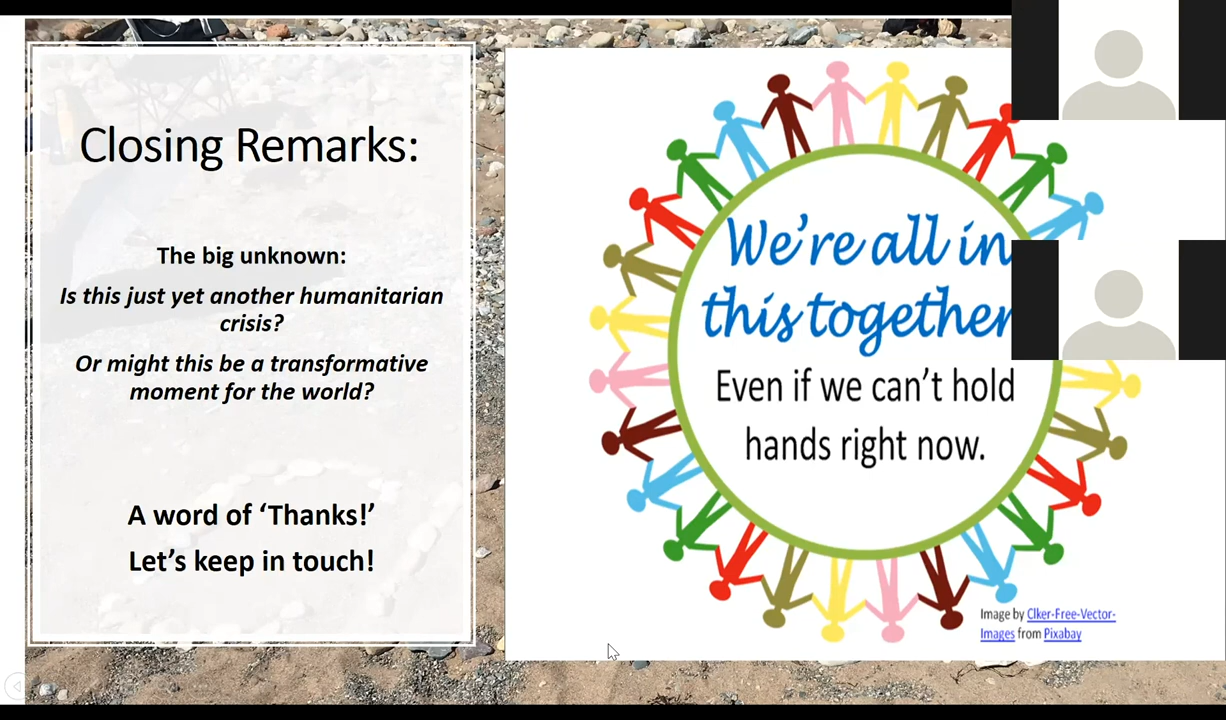 Closing Remarks:
The big unknown:
Is this just yet another humanitarian
crisis?
Or might this be a transformative
moment for the world?
A word of ‘Thanks!’
Let’s keep in touch!
We’re all in
this together
Even if we can’t hold
hands right now.
Image by Clker-Free-Vector-
Images from Pixabay